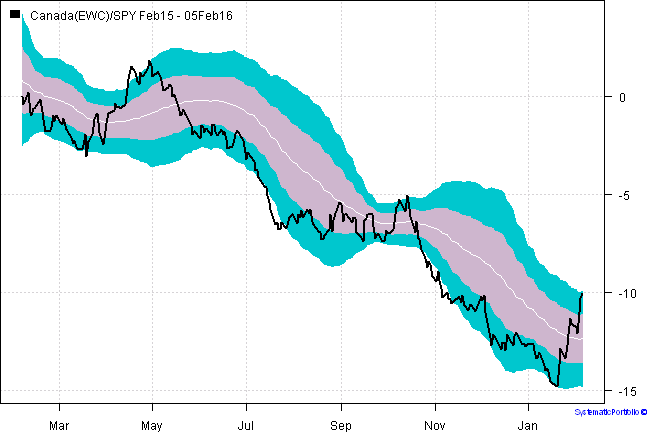 Canada(EWC)/SPY Feb15 - 05Feb16
0
-5
-10
-15
SystematicPortfolio ©
Mar May Jul Sep Nov Jan